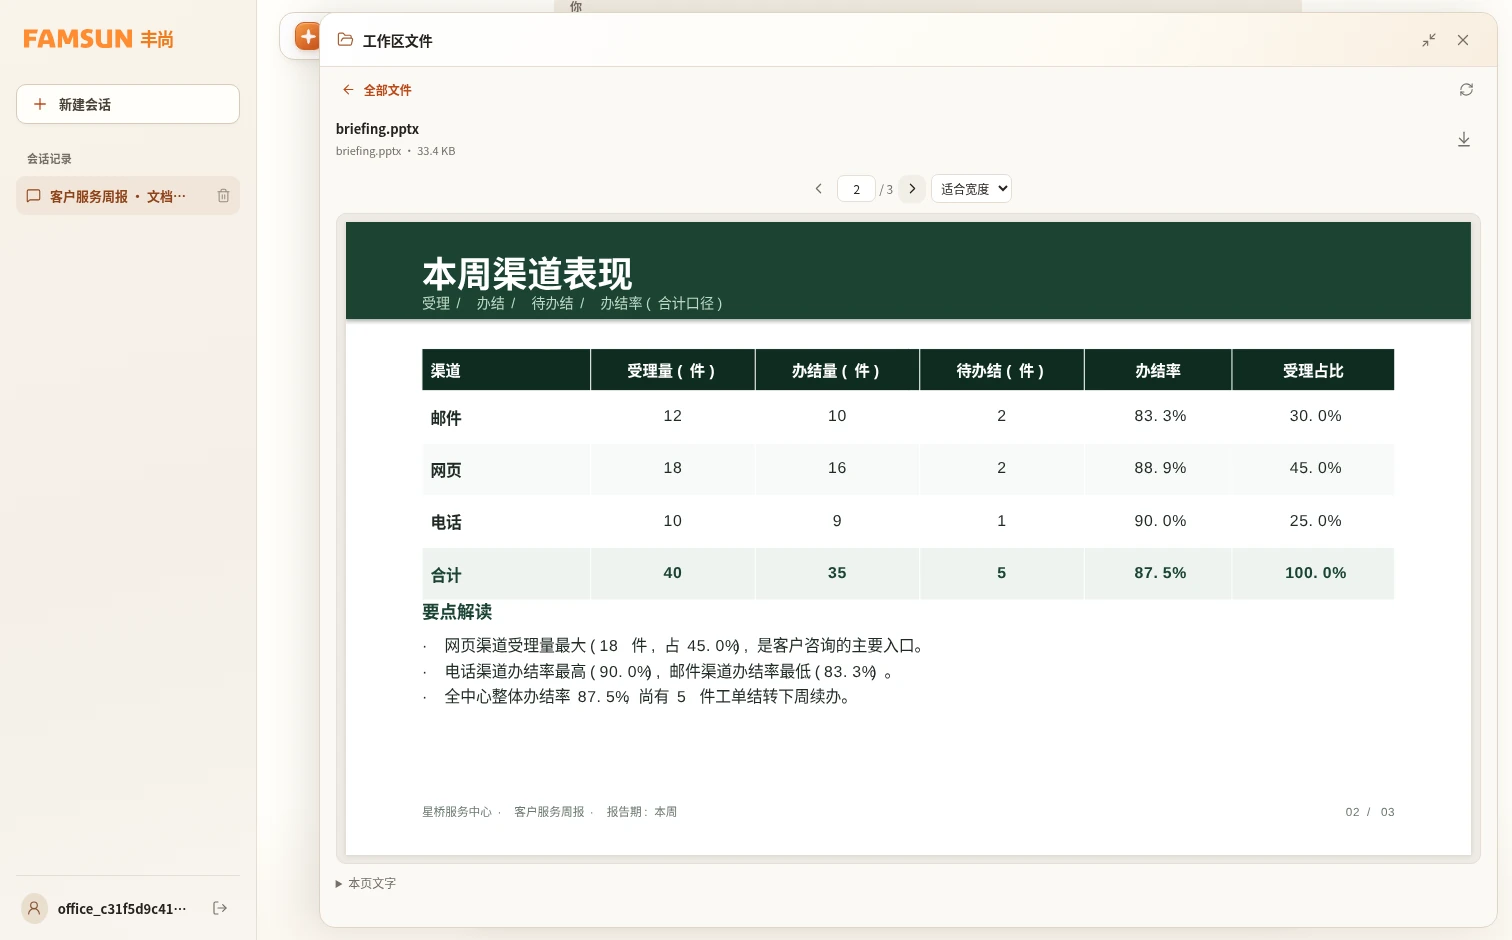 你
FAMSUN 丰尚
新建会话
会话记录
客户服务周报 · 文档…
office_c31f5d9c41…
工作区文件
全部文件
briefing.pptx
briefing.pptx · 33.4 KB
2 / 3 适合宽度
本周渠道表现
受理 / 办结 / 待办结 / 办结率 ( 合计口径 )
渠道 受理量 ( 件 ) 办结量 ( 件 ) 待办结 ( 件 ) 办结率 受理占比
邮件 12 10 2 83. 3% 30. 0%
网页 18 16 2 88. 9% 45. 0%
电话 10 9 1 90. 0% 25. 0%
合计 40 35 5 87. 5% 100. 0%
要点解读
· 网页渠道受理量最大 ( 18 件 , 占 45. 0%) , 是客户咨询的主要入口。
· 电话渠道办结率最高 ( 90. 0%) , 邮件渠道办结率最低 ( 83. 3%) 。
· 全中心整体办结率 87. 5%, 尚有 5 件工单结转下周续办。
星桥服务中心 · 客户服务周报 · 报告期 : 本周
02 / 03
本页文字